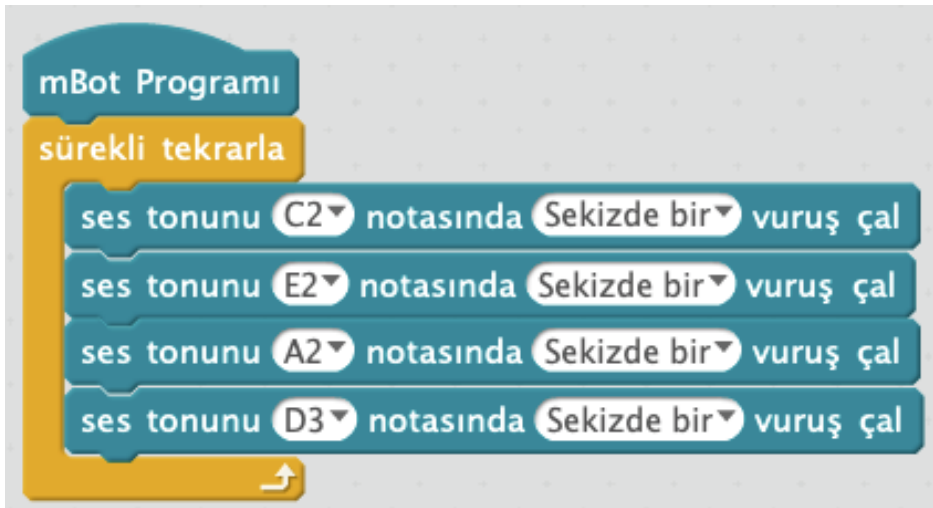 mBot Programı
sürekli tekrarla
ses tonunu C2 notasında Sekizde bir vuruş çal
ses tonunu E2 notasında Sekizde bir vuruş çal
ses tonunu A2 notasında Sekizde bir vuruş çal
ses tonunu D3 notasında Sekizde bir vuruş çal